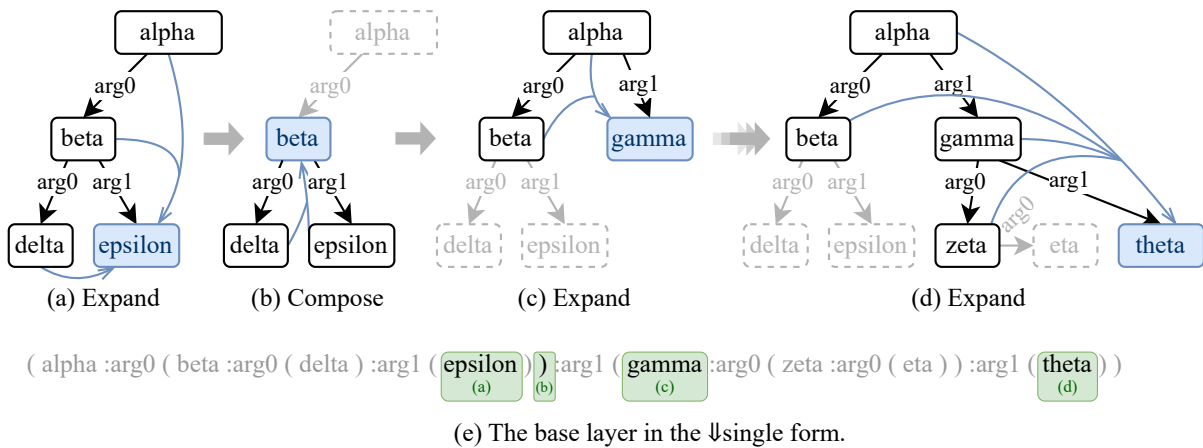 alpha
arg0
beta
arg0
arg1
delta
epsilon
(a) Expand
alpha
arg0
beta
arg0
arg1
delta
epsilon
(b) Compose
alpha
arg0
arg1
beta
gamma
arg0
arg1
delta
epsilon
(c) Expand
alpha
arg0
arg1
beta
gamma
arg0
arg1
arg0
arg1
delta
epsilon
zeta
arg0
eta
theta
(d) Expand
( alpha :arg0 ( beta :arg0 ( delta ) :arg1 ( epsilon ) ) :arg1 ( gamma :arg0 ( zeta :arg0 ( eta ) ) :arg1 ( theta ) )
(a)
(b)
(c)
(d)
(e) The base layer in the ⇓single form.